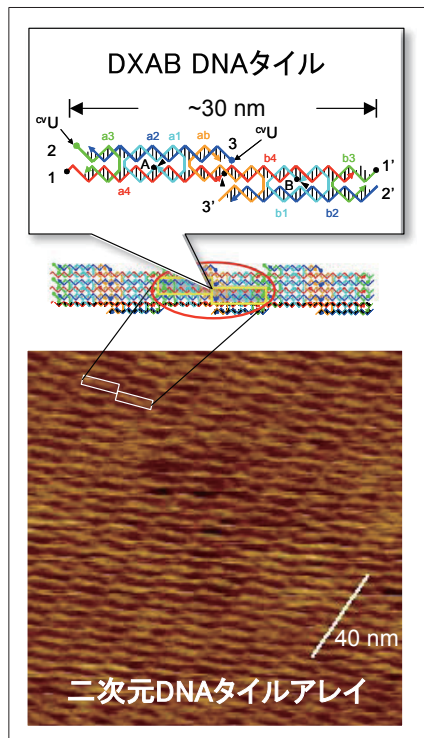 DXAB DNAタイル
~30 nm
cvU
a3 a2 a1 ab 3 cvU
2
A b4 b3 1’
1
a4 B 2’
3’
b1 b2
40 nm
二次元DNAタイルアレイ